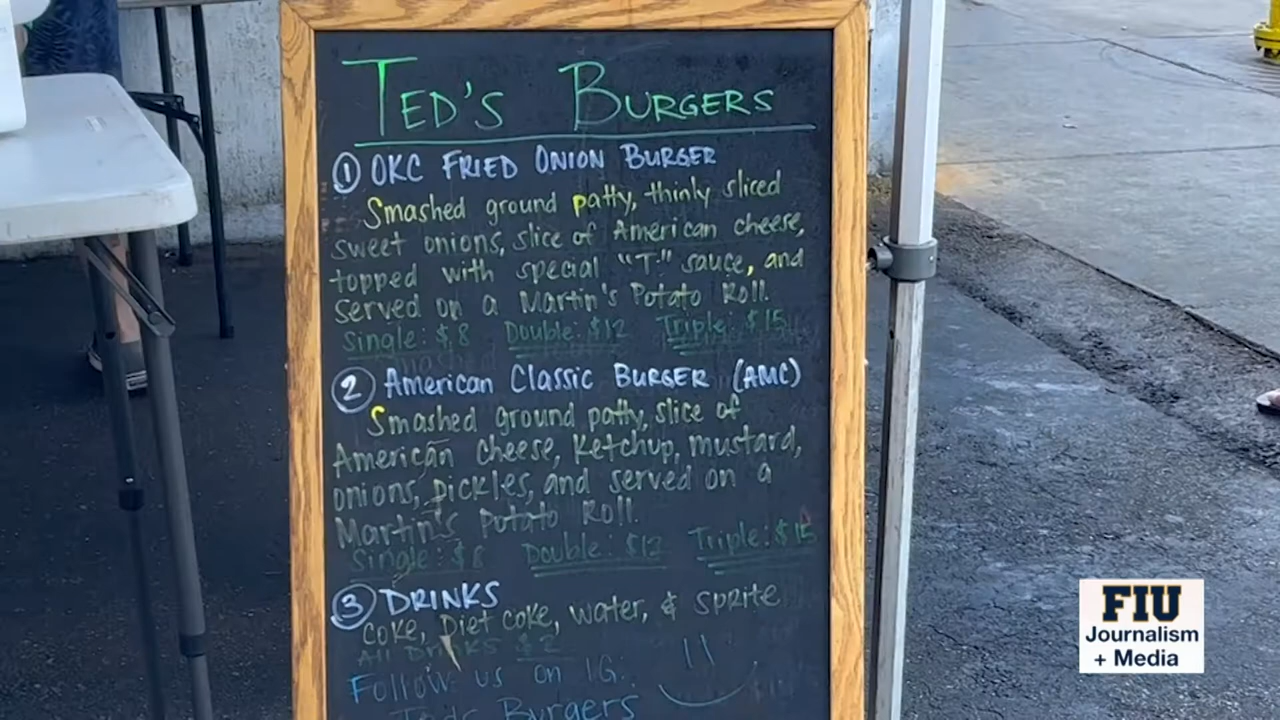 TED'S BURGERS
1 OKC FRIED ONION BURGER
Smashed ground patty, thinly sliced
sweet onions, slice of American cheese,
topped with special "T." sauce, and
served on a Martin's Potato Roll.
Single: $8 Double: $12 Triple: $15
2 American Classic BURGER (AMC)
Smashed ground patty, slice of
American cheese, Ketchup, mustard,
onions, pickles, and served on a
Martin's Potato Roll.
Single: $8 Double: $12 Triple: $15
3 DRINKS
Coke, Diet coke, water, & sprite
All Drinks $2
Follow us on IG:
Teds Burgers
FIU
Journalism
+ Media